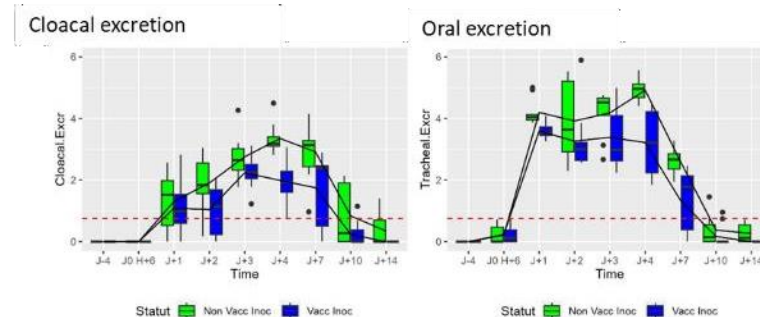 Cloacal excretion
Cloacal.Excr
6
4
2
0
J-4
J0 H+6
J+1
J+2
J+3
J+4
J+7
J+10
J+14
Time
Statut Non Vacc Inoc Vacc Inoc
Oral excretion
Tracheal.Excr
6
4
2
0
J-4
J0 H+6
J+1
J+2
J+3
J+4
J+7
J+10
J+14
Time
Statut Non Vacc Inoc Vacc Inoc